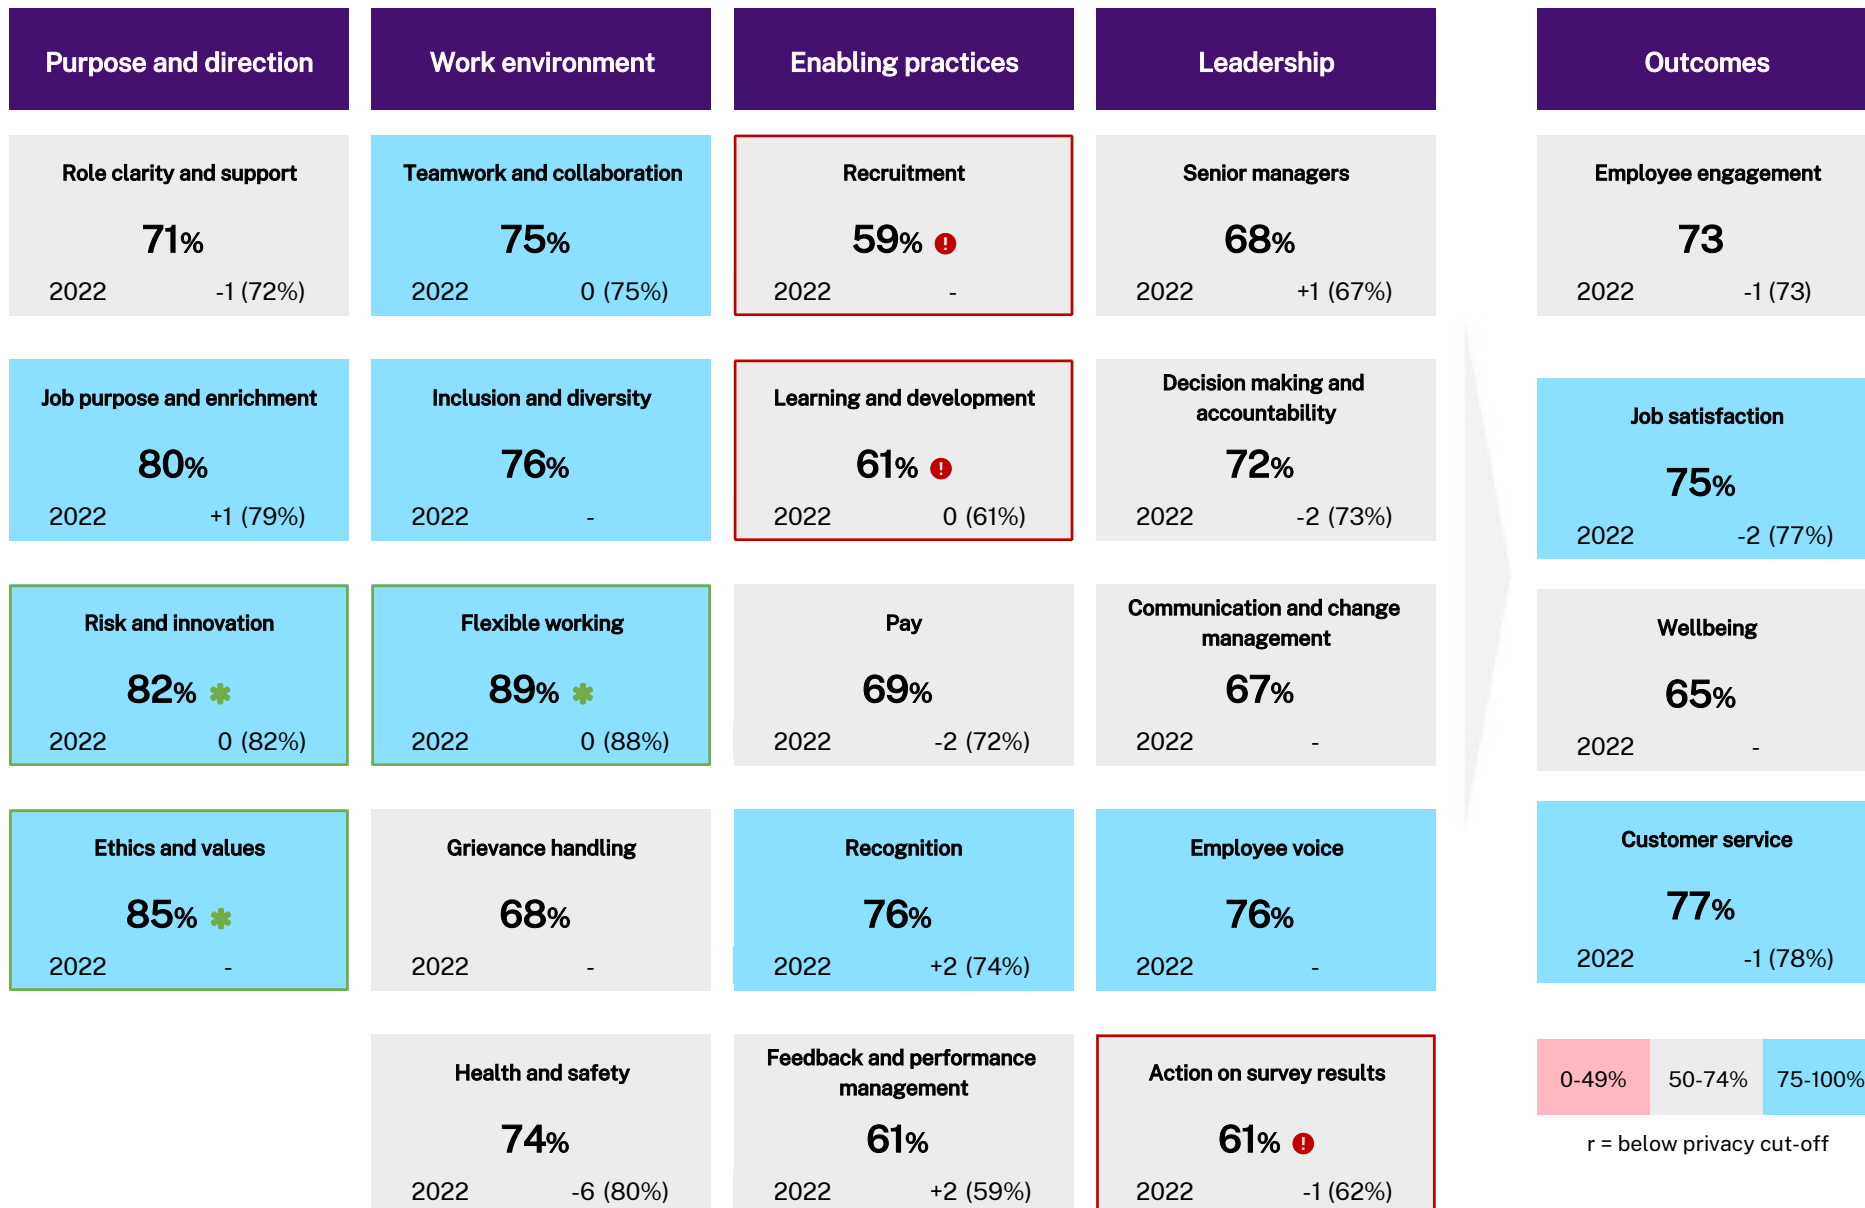 Purpose and direction
Role clarity and support
71%
2022 -1 (72%)
Job purpose and enrichment
80%
2022 +1 (79%)
Risk and innovation
82%
2022 0 (82%)
Ethics and values
85%
2022 -
Work environment
Teamwork and collaboration
75%
2022 0 (75%)
Inclusion and diversity
76%
2022 -
Flexible working
89%
2022 0 (88%)
Grievance handling
68%
2022 -
Health and safety
74%
2022 -6 (80%)
Enabling practices
Recruitment
59%
2022 -
Learning and development
61%
2022 0 (61%)
Pay
69%
2022 -2 (72%)
Recognition
76%
2022 +2 (74%)
Feedback and performance
management
61%
2022 +2 (59%)
Leadership
Senior managers
68%
2022 +1 (67%)
Decision making and
accountability
72%
2022 -2 (73%)
Communication and change
management
67%
2022 -
Employee voice
76%
2022 -
Action on survey results
61%
2022 -1 (62%)
Outcomes
Employee engagement
73
2022 -1 (73)
Job satisfaction
75%
2022 -2 (77%)
Wellbeing
65%
2022 -
Customer service
77%
2022 -1 (78%)
0-49% 50-74% 75-100%
r = below privacy cut-off